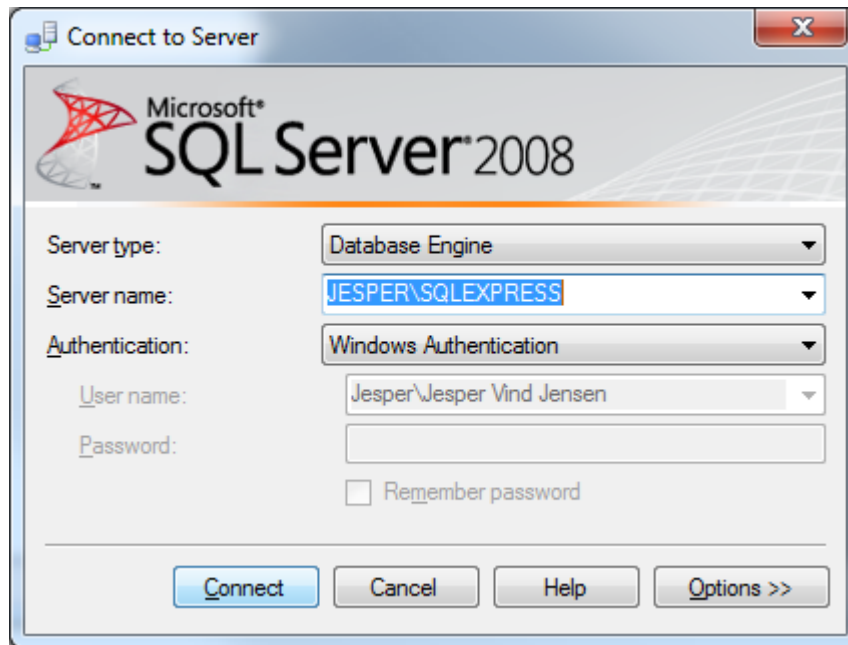 Connect to Server
Microsoft®
SQL Server® 2008
Server type:
Database Engine
Server name:
JESPER\SQLEXPRESS
Authentication:
Windows Authentication
User name:
Jesper\Jesper Vind Jensen
Password:
Remember password
Connect
Cancel
Help
Options >>